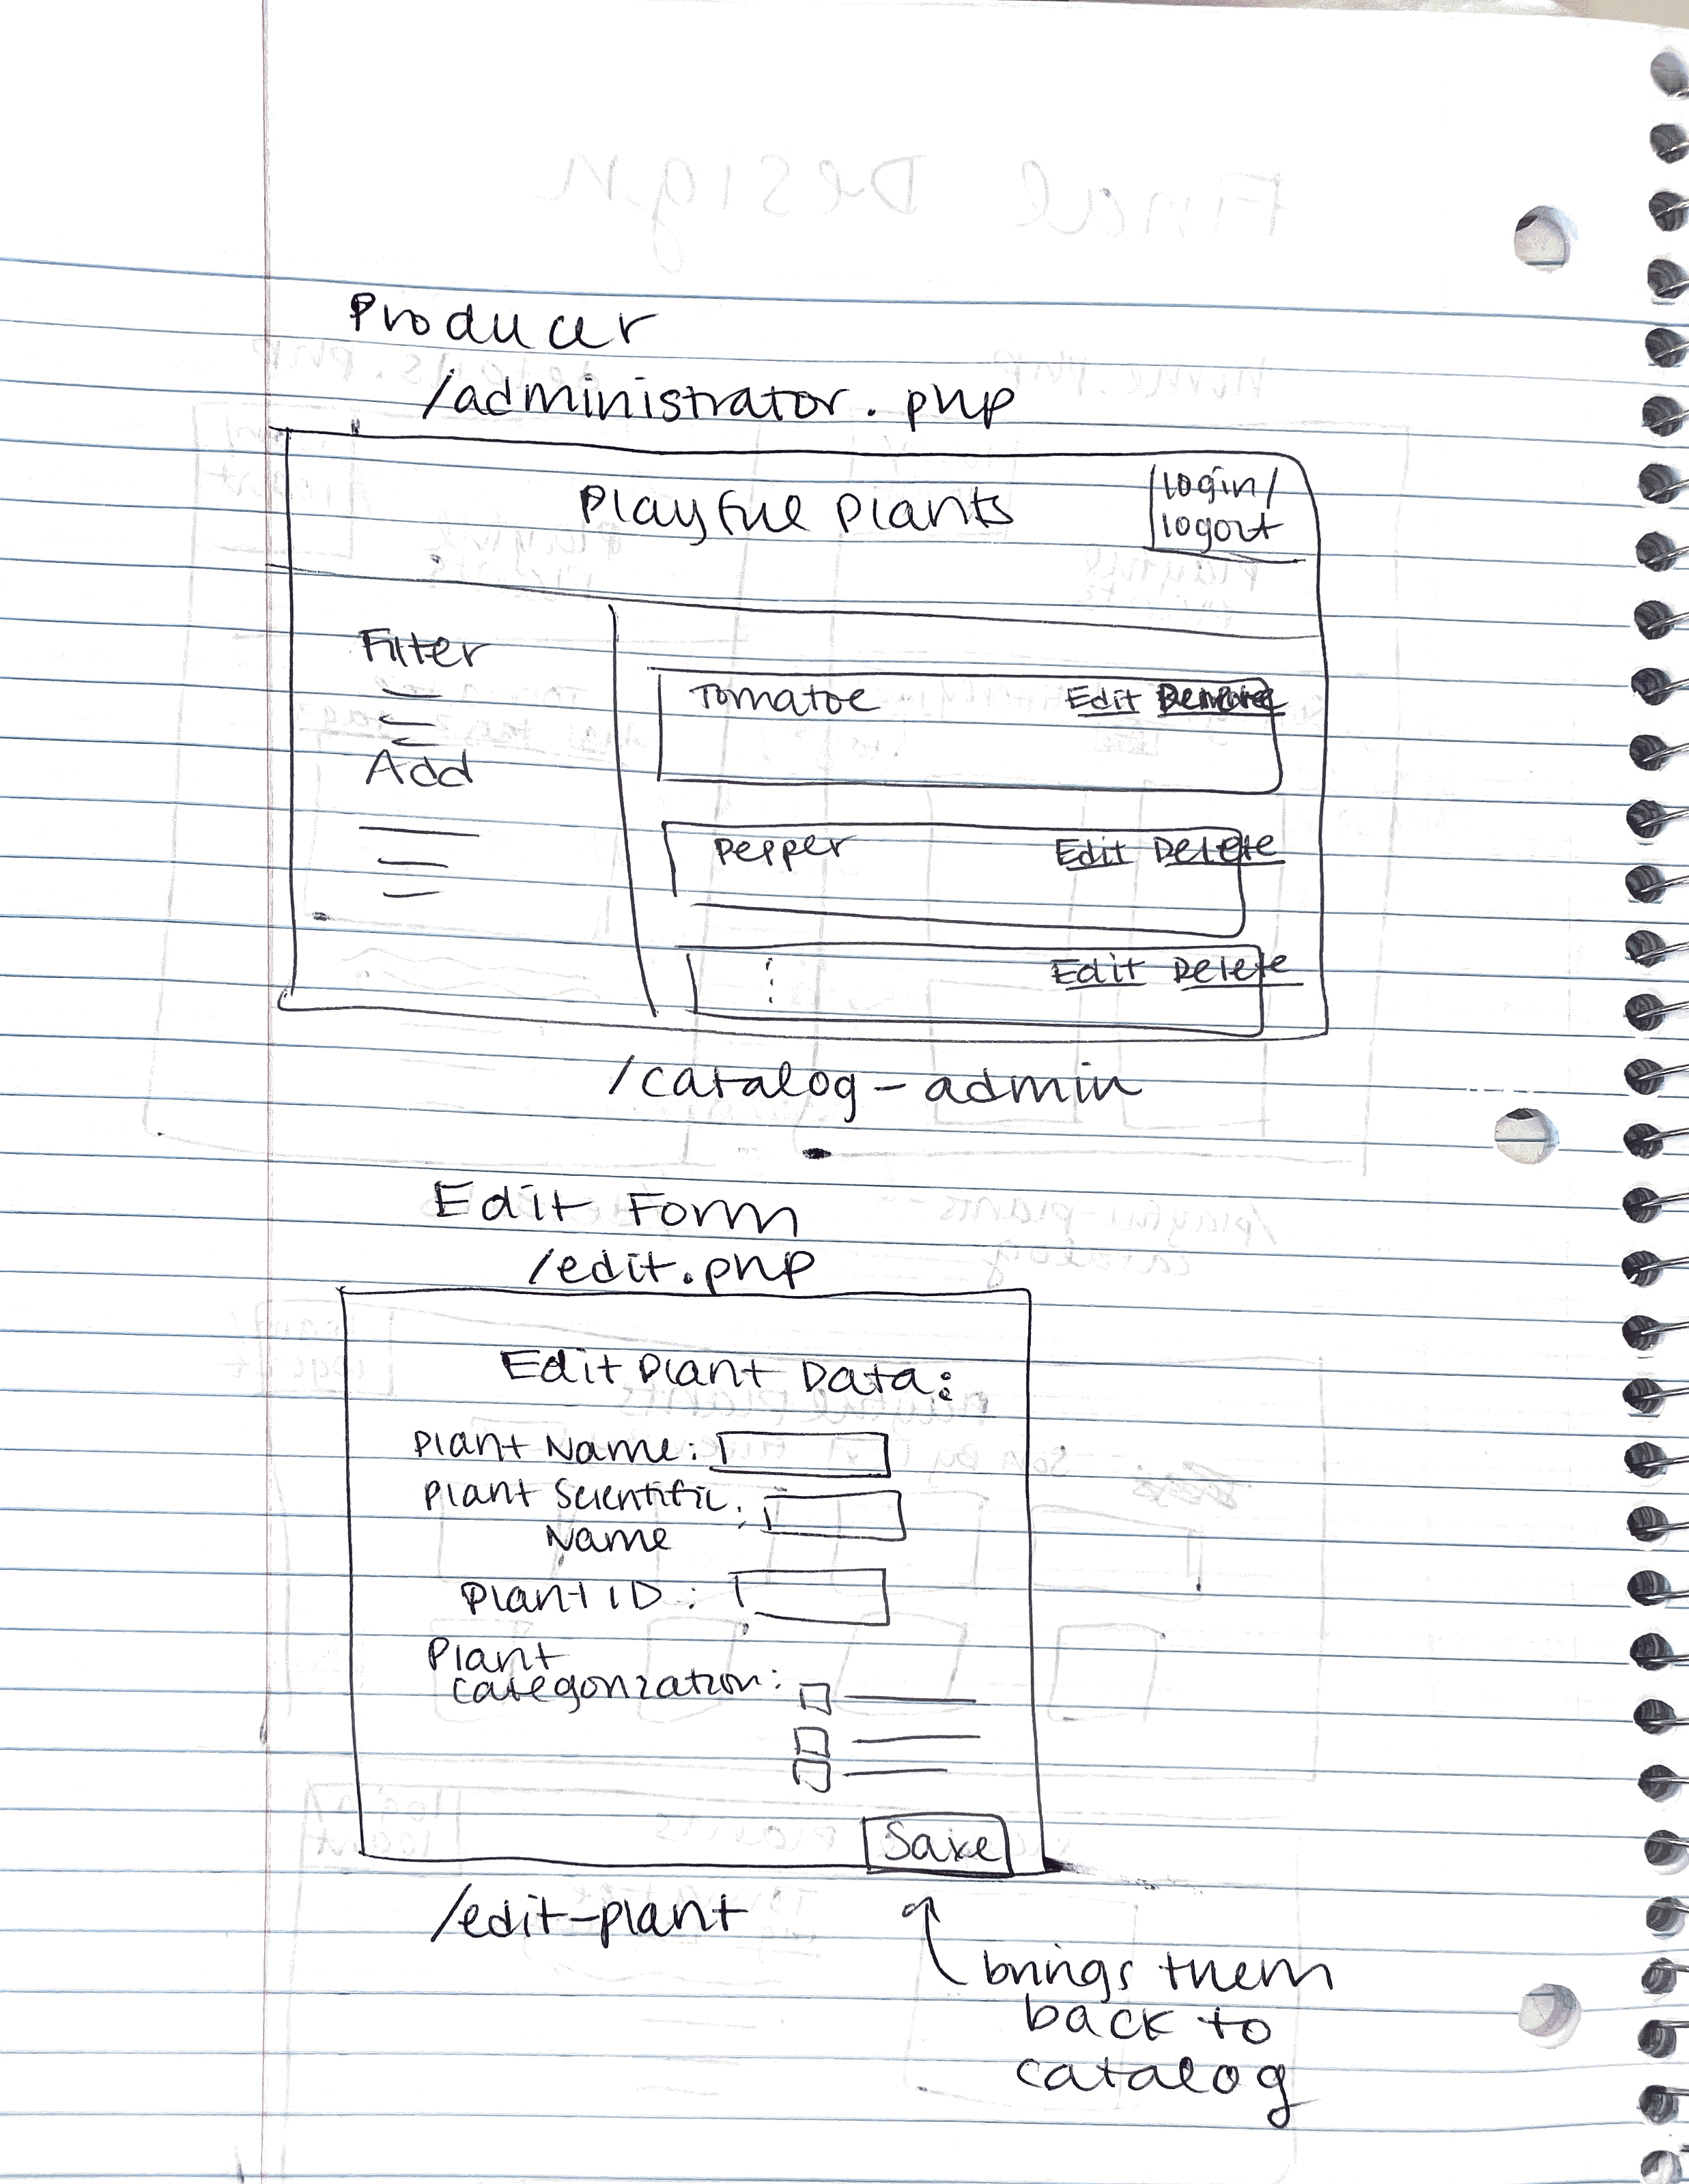 Producer
/administrator.php
Playful Plants
login/
logout
Filter
Add
Tomatoe Edit
Pepper Edit Delete
Edit Delete
/catalog-admin
Edit Form
/edit.php
Edit Plant Data:
Plant Name:
Plant Scientific:
Name
Plant ID:
Plant
Categorization:
Save
/edit-plant
brings them
back to
catalog